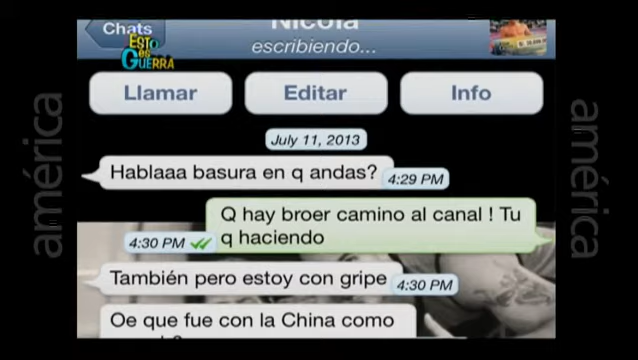 Chats
Nicola
escribiendo...
ESTO
es
GUERRA
Llamar
Editar
Info
July 11, 2013
Hablaaa basura en q andas?
4:29 PM
Q hay broer camino al canal ! Tu
q haciendo
4:30 PM
También pero estoy con gripe
4:30 PM
Oe que fue con la China como
américa
américa